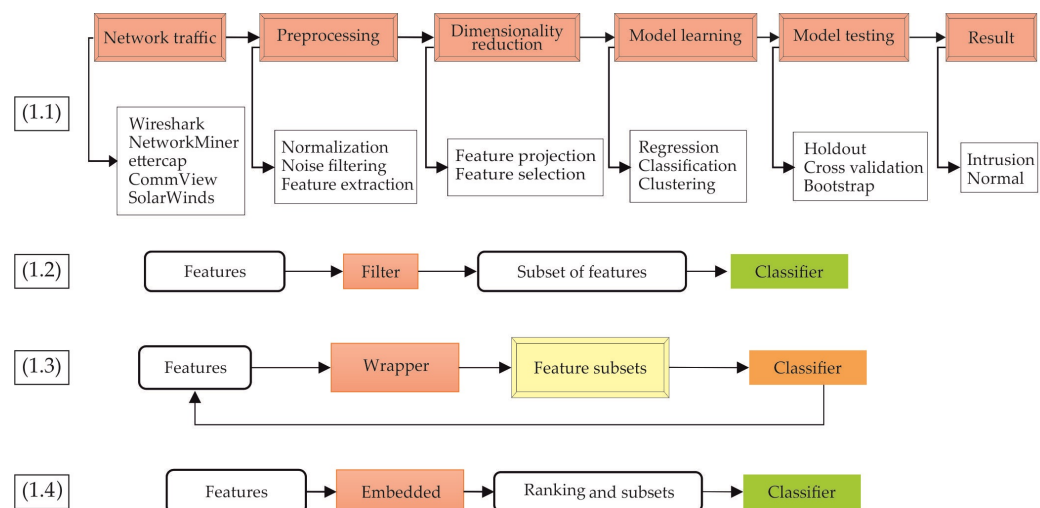 Network traffic
Preprocessing
Dimensionality
reduction
Model learning
Model testing
Result
(1.1)
Wireshark
NetworkMiner
ettercap
CommView
SolarWinds
Normalization
Noise filtering
Feature extraction
Feature projection
Feature selection
Regression
Classification
Clustering
Holdout
Cross validation
Bootstrap
Intrusion
Normal
(1.2)
Features
Filter
Subset of features
Classifier
(1.3)
Features
Wrapper
Feature subsets
Classifier
(1.4)
Features
Embedded
Ranking and subsets
Classifier